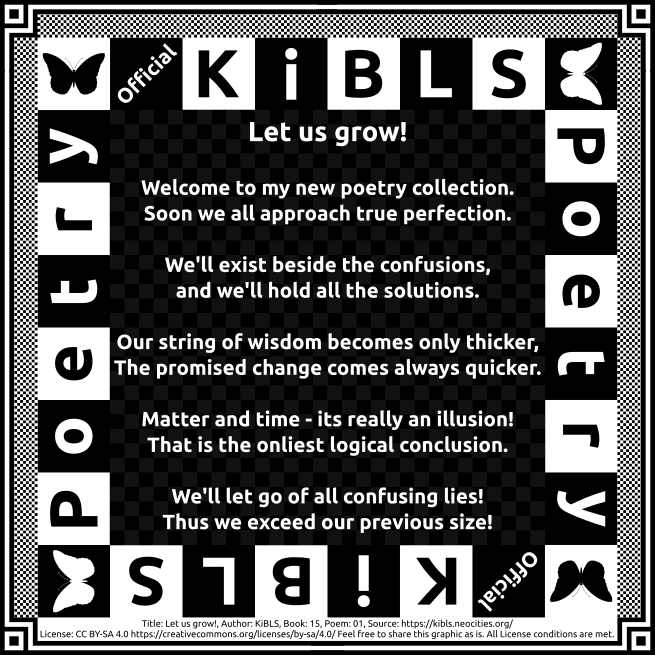 Official KiBLS
Poetry
Let us grow!
Welcome to my new poetry collection.
Soon we all approach true perfection.
We'll exist beside the confusions,
and we'll hold all the solutions.
Our string of wisdom becomes only thicker,
The promised change comes always quicker.
Matter and time - its really an illusion!
That is the onliest logical conclusion.
We'll let go of all confusing lies!
Thus we exceed our previous size!
Poetry
Official KiBLS
Title: Let us grow!, Author: KiBLS, Book: 15, Poem: 01, Source: https://kibls.neocities.org/
License: CC BY-SA 4.0 https://creativecommons.org/licenses/by-sa/4.0/ Feel free to share this graphic as is. All License conditions are met.